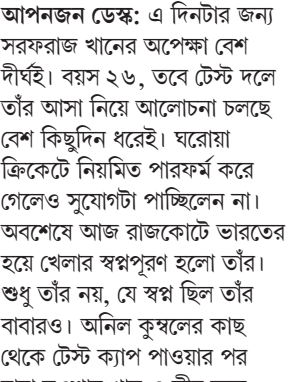 আপনজন ডেস্ক: এ দিনটার জন্য
সরফরাজ খানের অপেক্ষা বেশ
দীর্ঘই। বয়স ২৬, তবে টেস্ট দলে
তাঁর আসা নিয়ে আলোচনা চলছে
বেশ কিছুদিন ধরেই। ঘরোয়া
ক্রিকেটে নিয়মিত পারফর্ম করে
গেলেও সুযোগটা পাচ্ছিলেন না।
অবশেষে আজ রাজকোটে ভারতের
হয়ে খেলার স্বপ্নপূরণ হলো তাঁর।
শুধু তাঁর নয়, যে স্বপ্ন ছিল তাঁর
বাবারও। অনিল কুম্বলের কাছ
থেকে টেস্ট ক্যাপ পাওয়ার পর